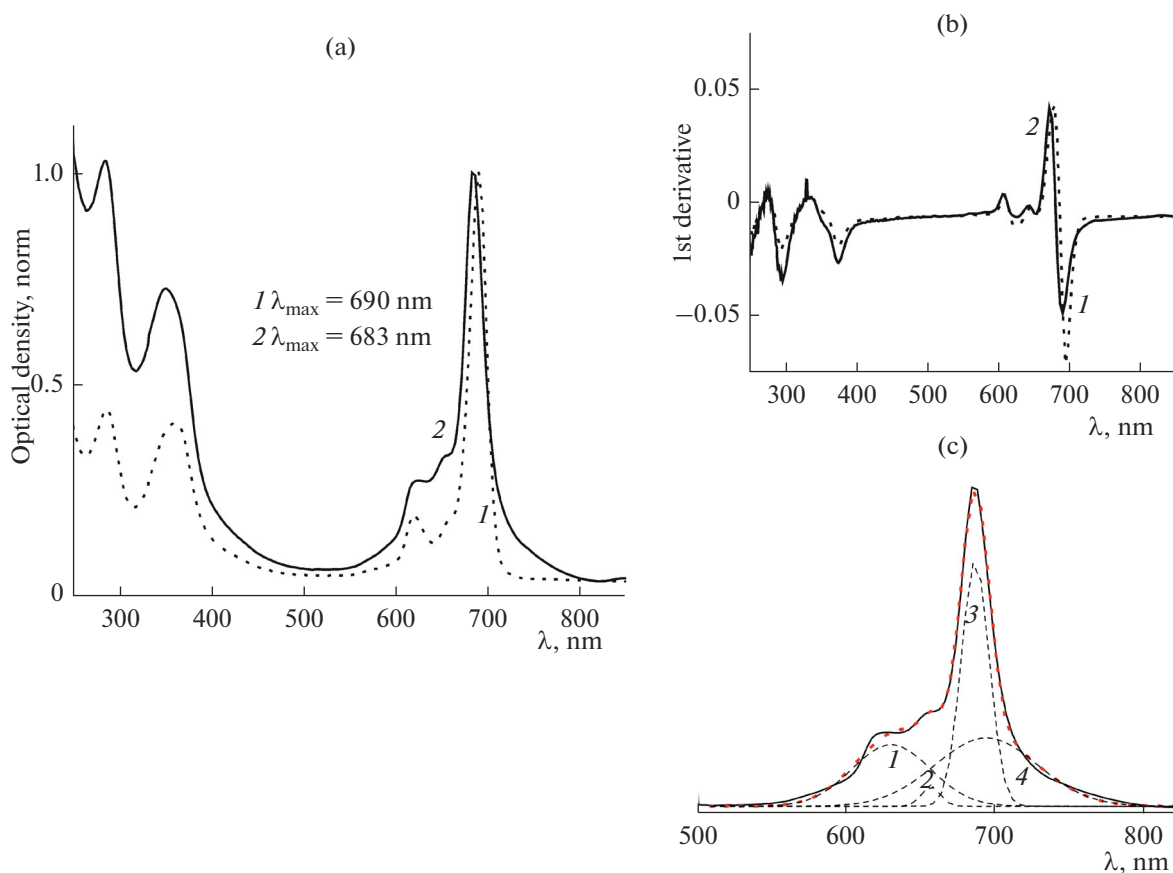 (a)
Optical density, norm
1.0
0.5
0
1 λmax = 690 nm
2 λmax = 683 nm
2
1
300 400 500 600 700 800
λ, nm
(b)
1st derivative
0.05
0
−0.05
2
1
300 400 500 600 700 800
λ, nm
(c)
3
1
2
4
500 600 700 800
λ, nm